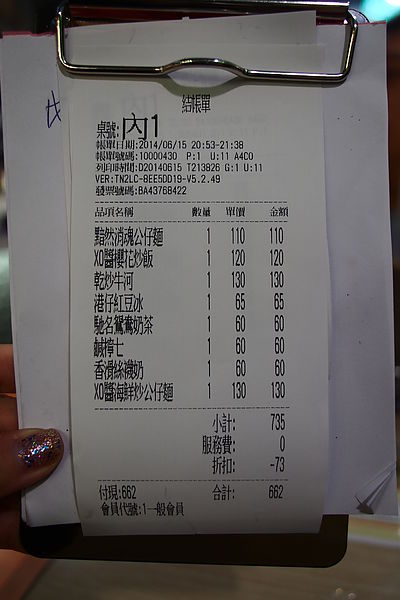 结帳單
桌號:內1
帳單日期:2014/06/15 20:53-21:38
帳單號碼:10000430 P:1 U:11 A4C0
列印時間:D20140615 T213826 G:1 U:11
VER:TN2LC-8EE5DD19-V5.2.49
發票號碼:BA43768422
品項名稱 數量 單價 金額
黯然消魂公仔麵 1 110 110
XO醬櫻花炒飯 1 120 120
乾炒牛河 1 130 130
港仔紅豆冰 1 65 65
馳名鴛鴦奶茶 1 60 60
鹹檸七 1 60 60
香滑絲襪奶 1 60 60
XO醬海鮮炒公仔麵 1 130 130
小計: 735
服務費: 0
折扣: -73
付現:662 合計: 662
會員代號:1-一般會員